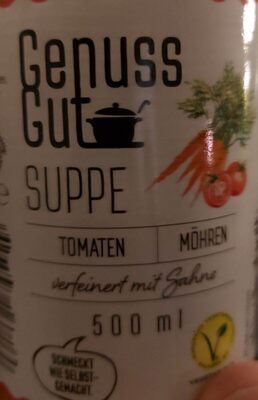 Genuss
Gut
SUPPE
TOMATEN MÖHREN
verfeinert mit Sahne
500 ml
SCHMECKT
WIE SELBST-
GEMACHT